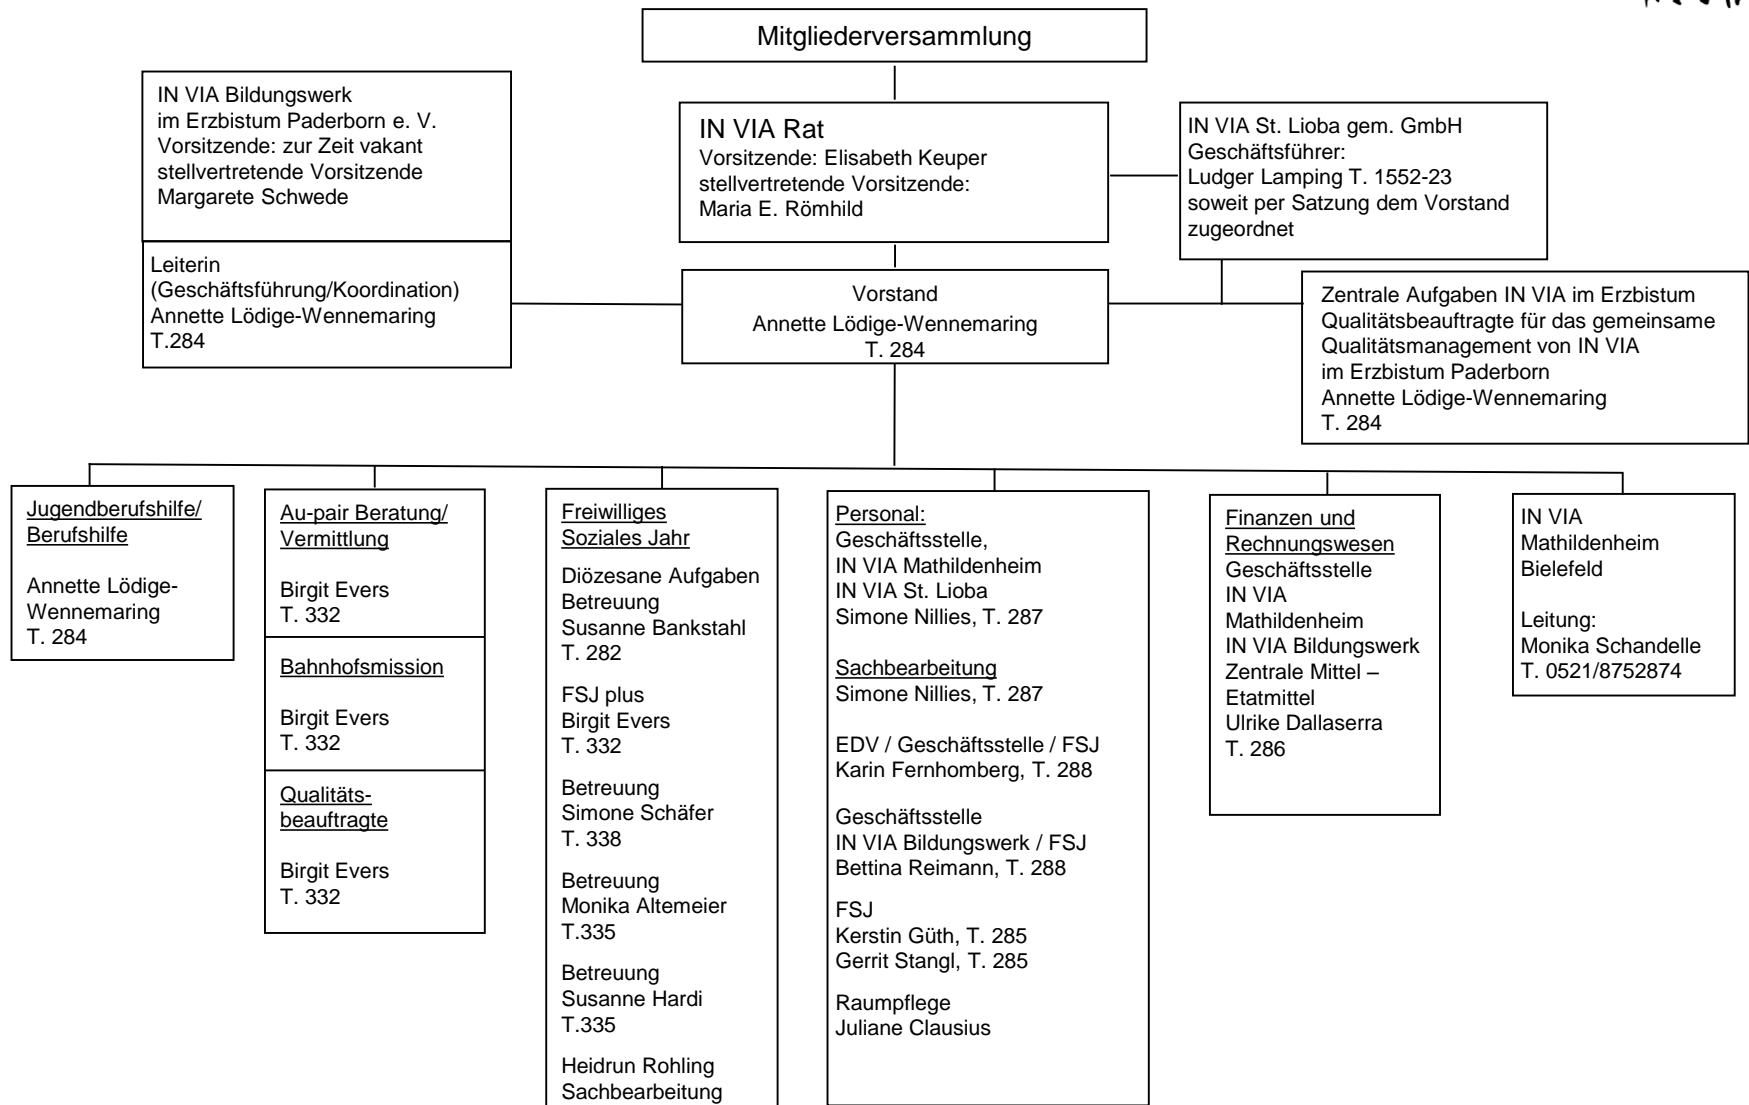 Mitgliederversammlung
IN VIA Bildungswerk
im Erzbistum Paderborn e. V.
Vorsitzende: zur Zeit vakant
stellvertretende Vorsitzende
Margarete Schwede
IN VIA Rat
Vorsitzende: Elisabeth Keuper
stellvertretende Vorsitzende:
Maria E. Römhild
IN VIA St. Lioba gem. GmbH
Geschäftsführer:
Ludger Lamping T. 1552-23
soweit per Satzung dem Vorstand
zugeordnet
Leiterin
(Geschäftsführung/Koordination)
Annette Lödige-Wennemaring
T.284
Vorstand
Annette Lödige-Wennemaring
T. 284
Zentrale Aufgaben IN VIA im Erzbistum
Qualitätsbeauftragte für das gemeinsame
Qualitätsmanagement von IN VIA
im Erzbistum Paderborn
Annette Lödige-Wennemaring
T. 284
Jugendberufshilfe/
Berufshilfe
Annette Lödige-
Wennemaring
T. 284
Au-pair Beratung/
Vermittlung
Birgit Evers
T. 332
Bahnhofsmission
Birgit Evers
T. 332
Qualitäts-
beauftragte
Birgit Evers
T. 332
Freiwilliges
Soziales Jahr
Diözesane Aufgaben
Betreuung
Susanne Bankstahl
T. 282
FSJ plus
Birgit Evers
T. 332
Betreuung
Simone Schäfer
T. 338
Betreuung
Monika Altemeier
T.335
Betreuung
Susanne Hardi
T.335
Heidrun Rohling
Sachbearbeitung
Personal:
Geschäftsstelle,
IN VIA Mathildenheim
IN VIA St. Lioba
Simone Nillies, T. 287
Sachbearbeitung
Simone Nillies, T. 287
EDV / Geschäftsstelle / FSJ
Karin Fernhomberg, T. 288
Geschäftsstelle
IN VIA Bildungswerk / FSJ
Bettina Reimann, T. 288
FSJ
Kerstin Güth, T. 285
Gerrit Stangl, T. 285
Raumpflege
Juliane Clausius
Finanzen und
Rechnungswesen
Geschäftsstelle
IN VIA
Mathildenheim
IN VIA Bildungswerk
Zentrale Mittel –
Etatmittel
Ulrike Dallaserra
T. 286
IN VIA
Mathildenheim
Bielefeld
Leitung:
Monika Schandelle
T. 0521/8752874